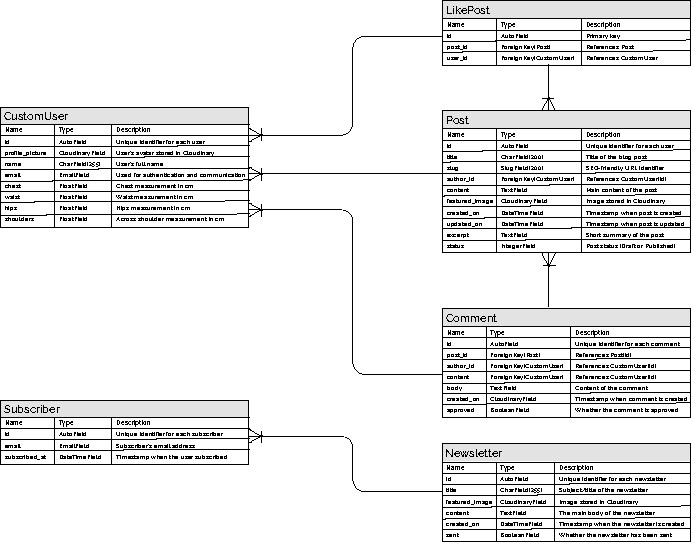 LikePost
Name Type Description
id AutoField Primary key
post_id ForeignKey(Post) References Post
user_id ForeignKey(CustomUser) References CustomUser
CustomUser
Name Type Description
id AutoField Unique identifier for each user
profile_picture CloudinaryField User's avatar stored in Cloudinary
name CharField(255) User's full name
email EmailField Used for authentication and communication
chest FloatField Chest measurement in cm
waist FloatField Waist measurement in cm
hips FloatField Hips measurement in cm
shoulders FloatField Across shoulder measurement in cm
Post
Name Type Description
id AutoField Unique identifier for each user
title CharField(200) Title of the blog post
slug SlugField(200) SEO-friendly URL identifier
author_id ForeignKey(CustomUser) References CustomUser(id)
content TextField Main content of the post
featured_image CloudinaryField Image stored in Cloudinary
created_on DateTimeField Timestamp when post is created
updated_on DateTimeField Timestamp when post is updated
excerpt TextField Short summary of the post
status IntegerField Post status (Draft or Published)
Comment
Name Type Description
id AutoField Unique identifier for each comment
post_id ForeignKey(Post) References Post(id)
author_id ForeignKey(CustomUser) References CustomUser(id)
content ForeignKey(CustomUser) References CustomUser(id)
body TextField Content of the comment
created_on CloudinaryField Timestamp when comment is created
approved BooleanField Whether the comment is approved
Subscriber
Name Type Description
id AutoField Unique identifier for each subscriber
email EmailField Subscriber's email address
subscribed_at DateTimeField Timestamp when the user subscribed
Newsletter
Name Type Description
id AutoField Unique identifier for each newsletter
title CharField(255) Subject/title of the newsletter
featured_image CloudinaryField Image stored in Cloudinary
content TextField The main body of the newsletter
created_on DateTimeField Timestamp when the newsletter is created
sent BooleanField Whether the newsletter has been sent